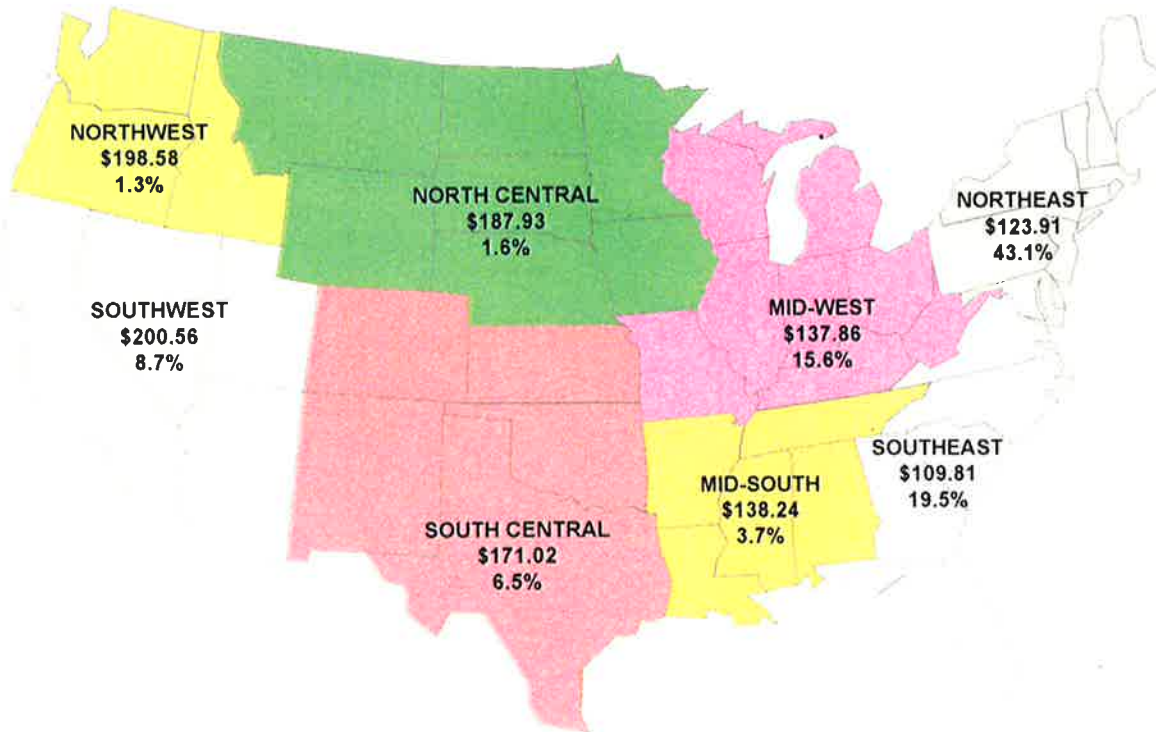 NORTHWEST
$198.58
1.3%
NORTH CENTRAL
$187.93
1.6%
NORTHEAST
$123.91
43.1%
SOUTHWEST
$200.56
8.7%
MID-WEST
$137.86
15.6%
SOUTHEAST
$109.81
19.5%
MID-SOUTH
$138.24
3.7%
SOUTH CENTRAL
$171.02
6.5%